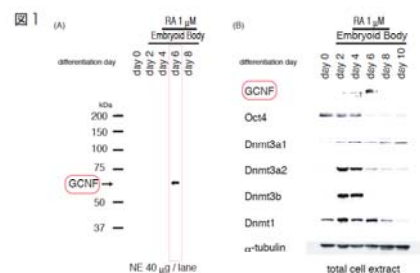 図1
(A)
RA 1 μM
Embryoid Body
differentiation day
day 0
day 2
day 4
day 6
day 8
kDa
200
150
100
75
GCNF
50
37
NE 40 μg / lane
(B)
RA 1 μM
Embryoid Body
differentiation day
day 0
day 2
day 4
day 6
day 8
day 10
GCNF
Oct4
Dnmt3a1
Dnmt3a2
Dnmt3b
Dnmt1
α-tubulin
total cell extract